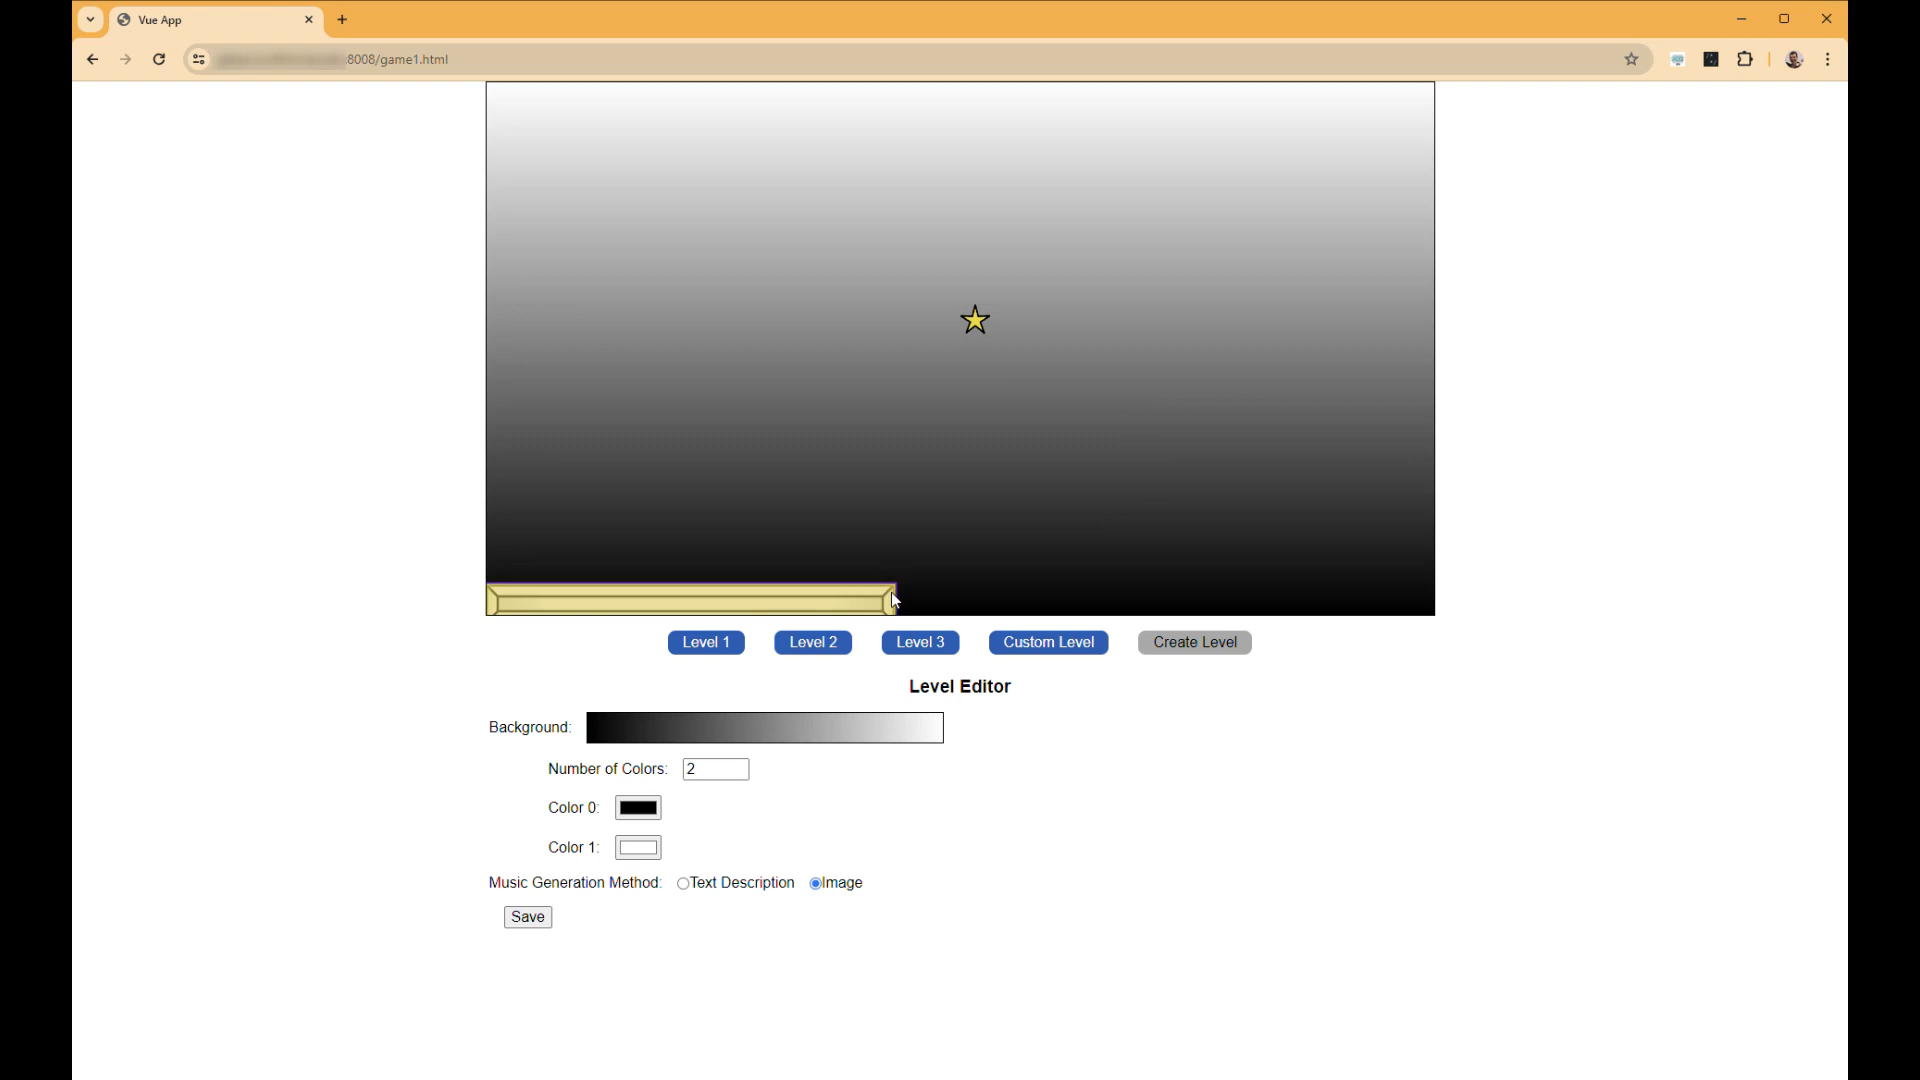 Vue App
:8008/game1.html
Level 1
Level 2
Level 3
Custom Level
Create Level
Level Editor
Background:
Number of Colors: 2
Color 0:
Color 1:
Music Generation Method: Text Description Image
Save